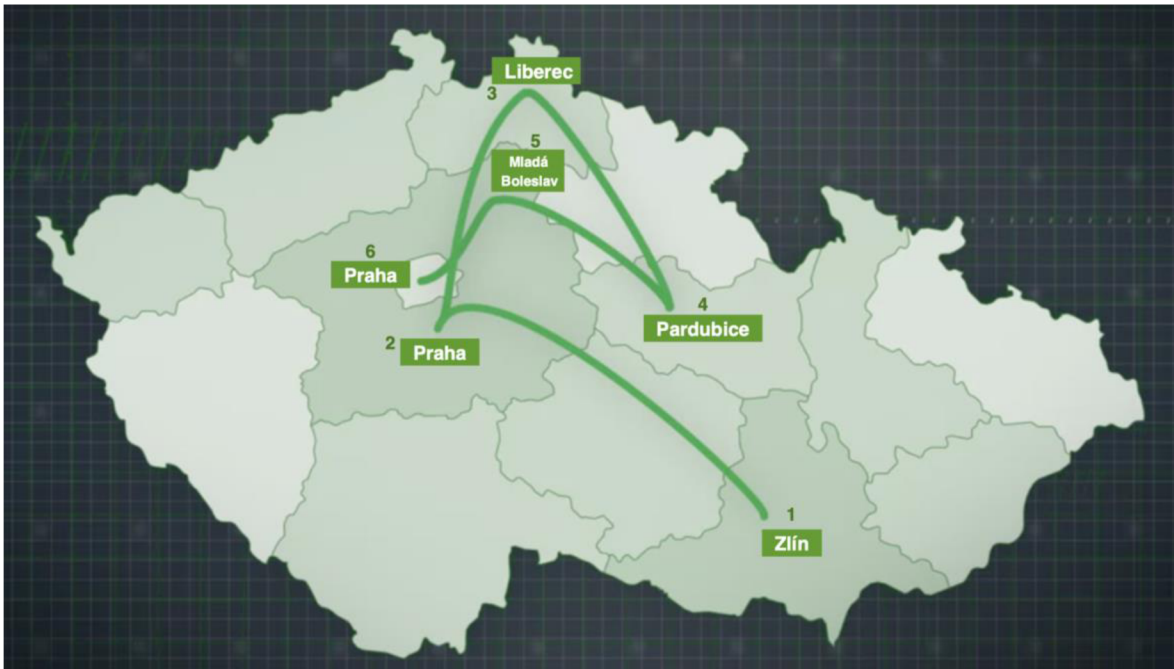 Liberec
3
5
Mladá
Boleslav
6
Praha
4
Pardubice
2
Praha
1
Zlín